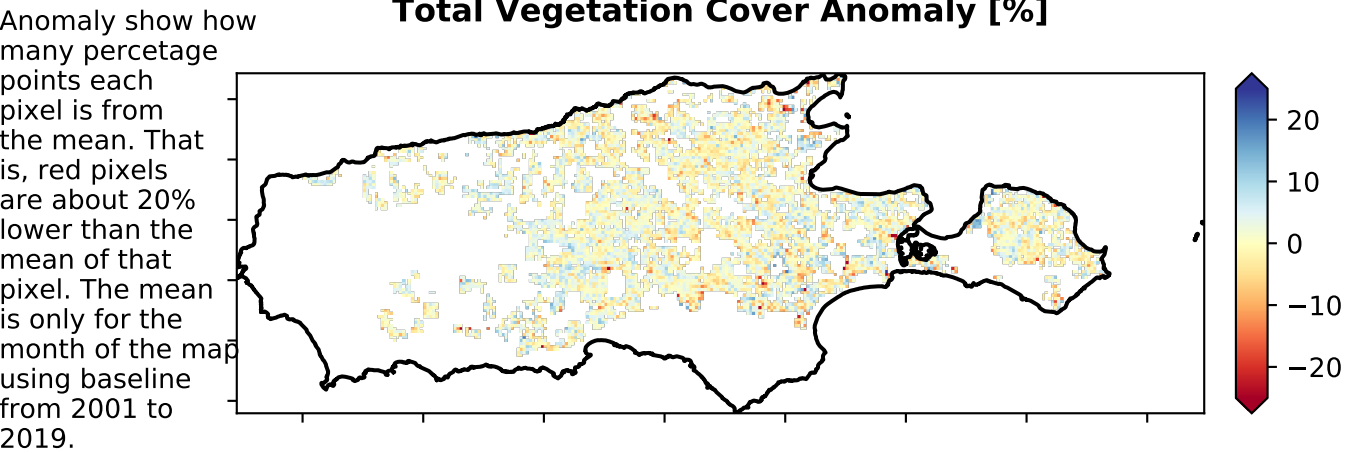 Total Vegetation Cover Anomaly [%]
Anomaly show how
many percetage
points each
pixel is from
the mean. That
is, red pixels
are about 20%
lower than the
mean of that
pixel. The mean
is only for the
month of the map
using baseline
from 2001 to
2019.
20
10
0
−10
−20